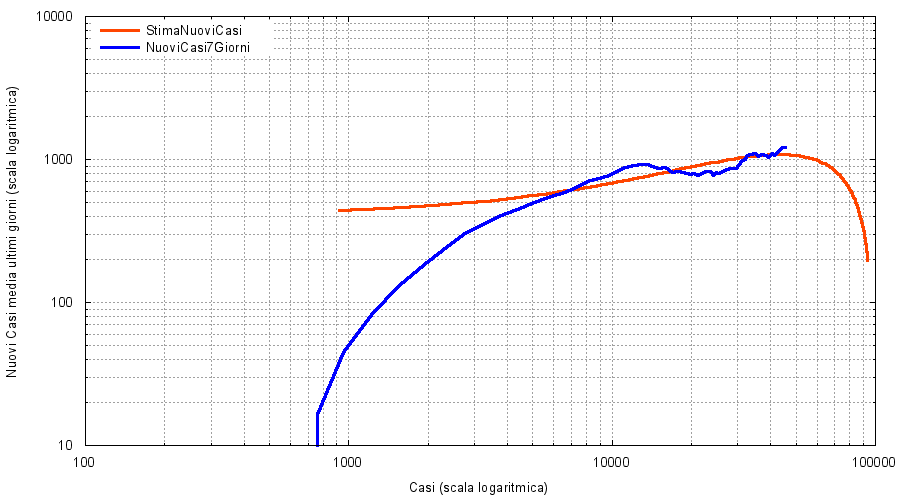 10000
StimaNuoviCasi
NuoviCasi7Giorni
1000
100
10
Nuovi Casi media ultimi giorni (scala logaritmica)
100
1000
10000
100000
Casi (scala logaritmica)